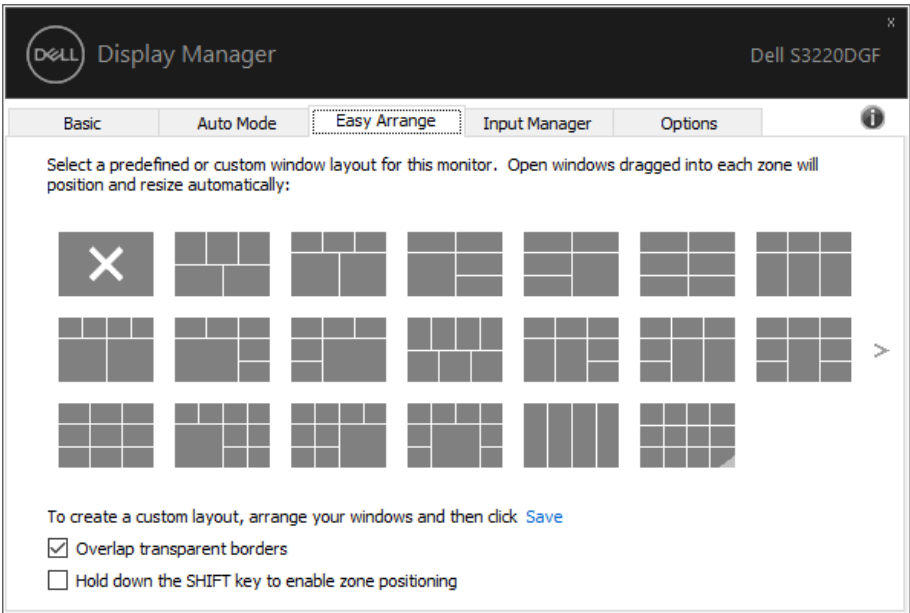 x
DELL
Display Manager
Dell S3220DGF
Basic
Auto Mode
Easy Arrange
Input Manager
Options
i
Select a predefined or custom window layout for this monitor. Open windows dragged into each zone will
position and resize automatically:
>
To create a custom layout, arrange your windows and then click Save
Overlap transparent borders
Hold down the SHIFT key to enable zone positioning